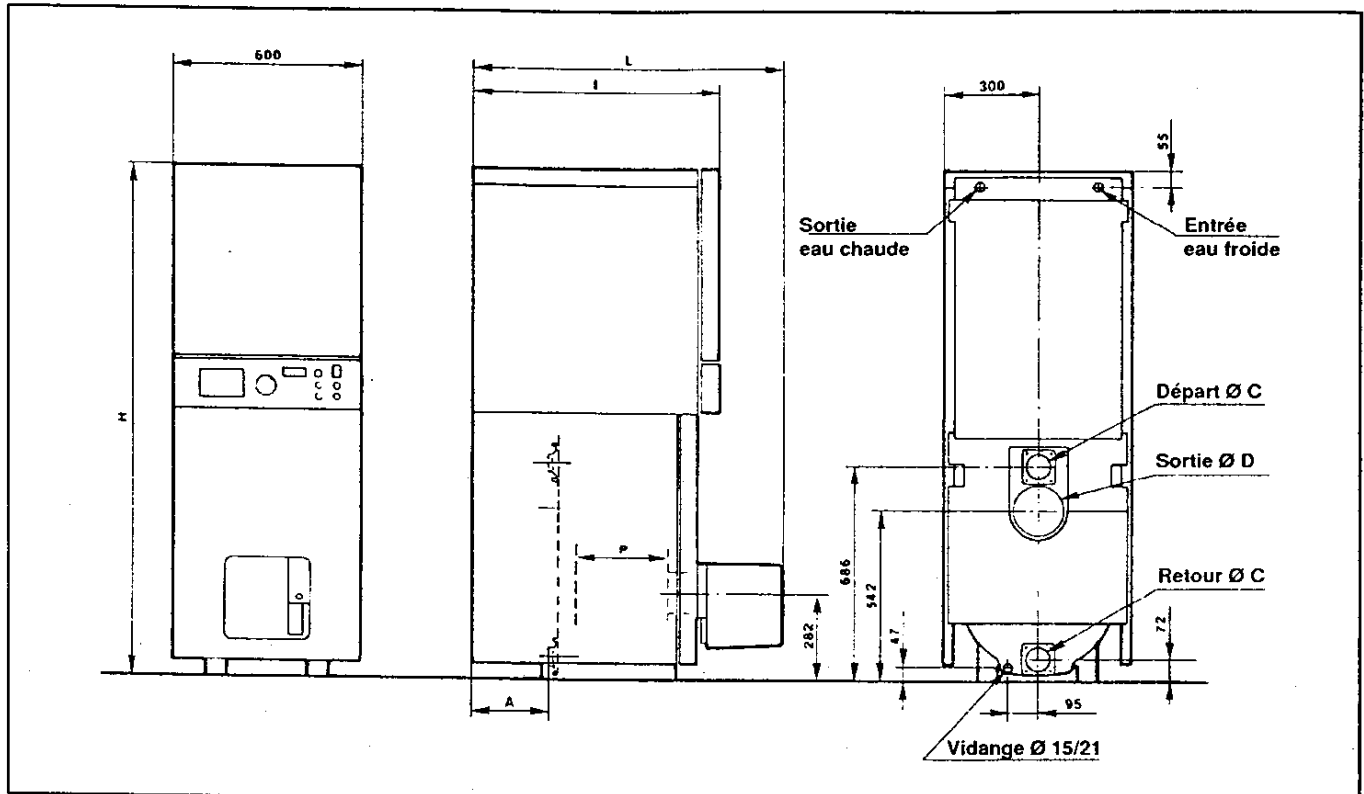 600
L
I
300
55
Sortie
eau chaude
Entrée
eau froide
H
Départ Ø C
Sortie Ø D
P
686
542
Retour Ø C
282
47
72
A
95
Vidange Ø 15/21